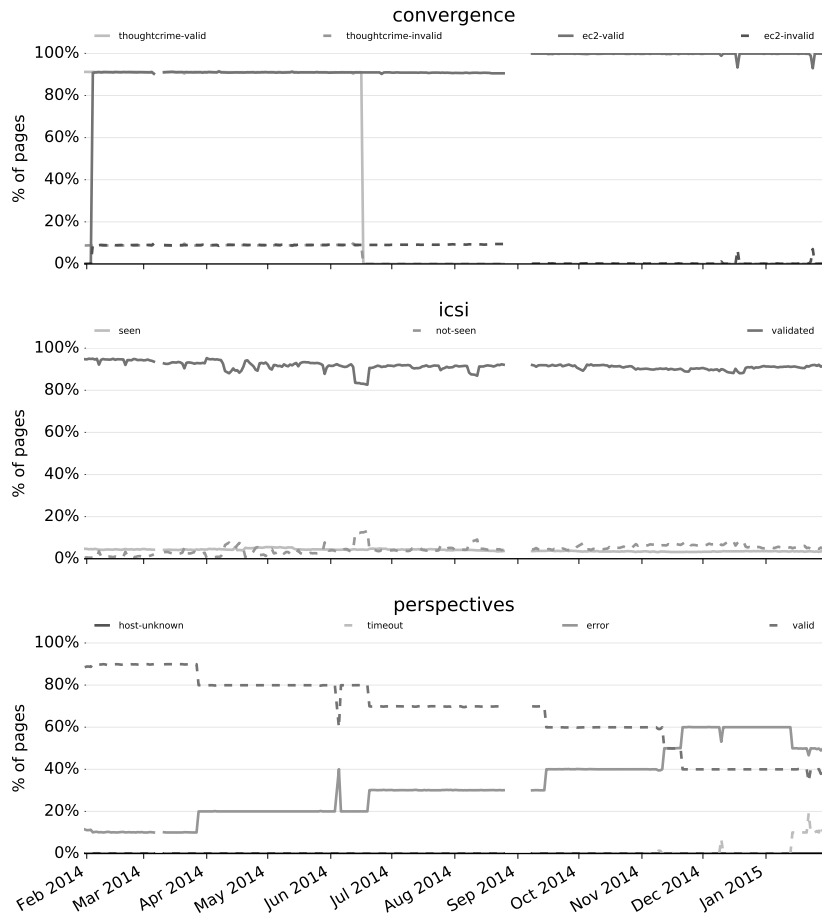 convergence
thoughtcrime-valid thoughtcrime-invalid ec2-valid ec2-invalid
100%
80%
60%
40%
20%
0%
% of pages
icsi
seen not-seen validated
100%
80%
60%
40%
20%
0%
% of pages
perspectives
host-unknown timeout error valid
100%
80%
60%
40%
20%
0%
% of pages
Feb 2014 Mar 2014 Apr 2014 May 2014 Jun 2014 Jul 2014 Aug 2014 Sep 2014 Oct 2014 Nov 2014 Dec 2014 Jan 2015